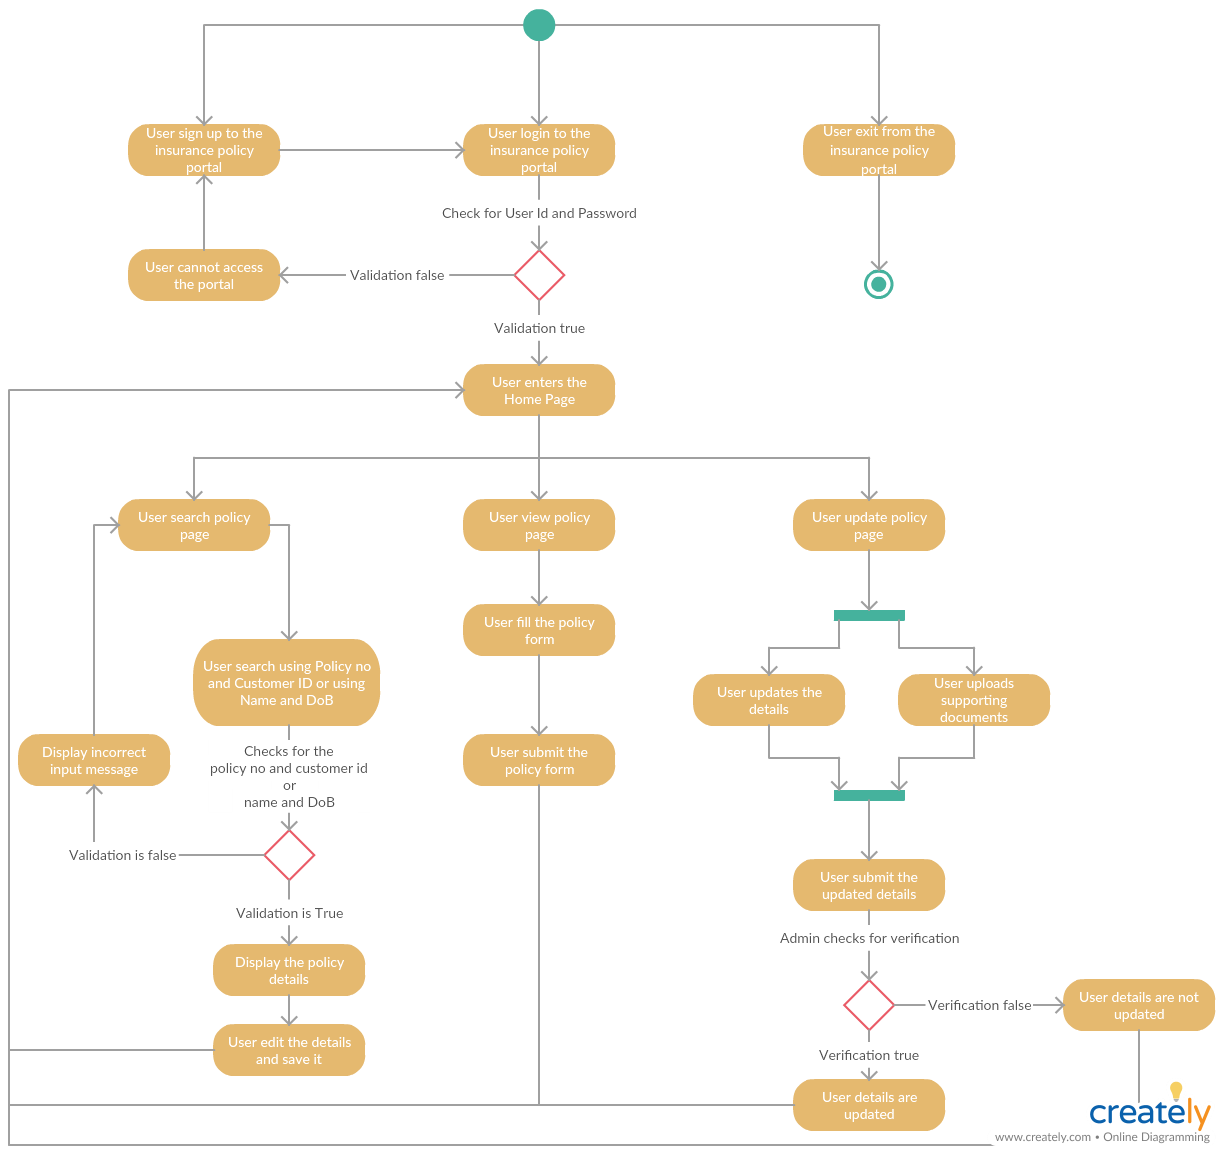 User sign up to the
insurance policy
portal
User login to the
insurance policy
portal
User exit from the
insurance policy
portal
Check for User Id and Password
User cannot access
the portal
Validation false
Validation true
User enters the
Home Page
User search policy
page
User view policy
page
User update policy
page
User fill the policy
form
User search using Policy no
and Customer ID or using
Name and DoB
User updates the
details
User uploads
supporting
documents
Display incorrect
input message
Checks for the
policy no and customer id
or
name and DoB
User submit the
policy form
Validation is false
User submit the
updated details
Validation is True
Admin checks for verification
Display the policy
details
Verification false
User details are not
updated
User edit the details
and save it
Verification true
User details are
updated
creately
www.creately.com • Online Diagramming